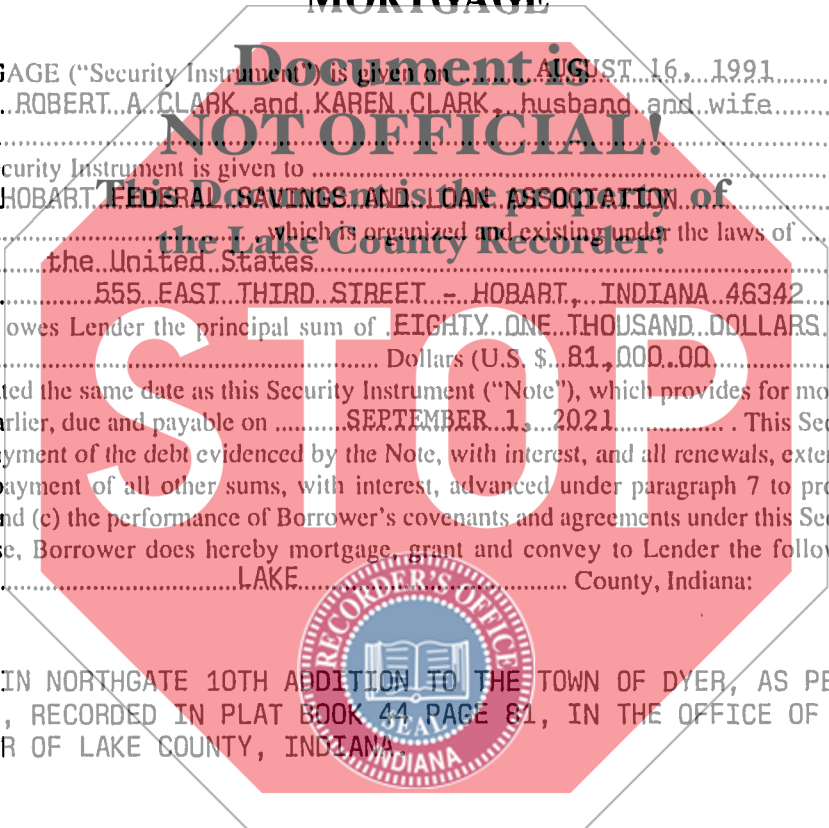 MORTGAGE
GAGE (“Security Instrument”) is given on AUGUST 16, 1991
ROBERT A CLARK and KAREN CLARK, husband and wife
curity Instrument is given to
HOBART FEDERAL SAVINGS AND LOAN ASSOCIATION
which is organized and existing under the laws of
the United States
555 EAST THIRD STREET - HOBART, INDIANA 46342
owes Lender the principal sum of EIGHTY ONE THOUSAND DOLLARS
Dollars (U.S. $ 81,000.00
ted the same date as this Security Instrument (“Note”), which provides for mo
arlier, due and payable on SEPTEMBER 1, 2021. This Sec
yment of the debt evidenced by the Note, with interest, and all renewals, exten
payment of all other sums, with interest, advanced under paragraph 7 to pro
nd (c) the performance of Borrower’s covenants and agreements under this Sec
se, Borrower does hereby mortgage, grant and convey to Lender the follow
LAKE County, Indiana:
IN NORTHGATE 10TH ADDITION TO THE TOWN OF DYER, AS PE
, RECORDED IN PLAT BOOK 44 PAGE 81, IN THE OFFICE OF
R OF LAKE COUNTY, INDIANA.
Document is
NOT OFFICIAL!
This Document is the property of
the Lake County Recorder!
STOP
RECORDER'S OFFICE
SEAL
INDIANA